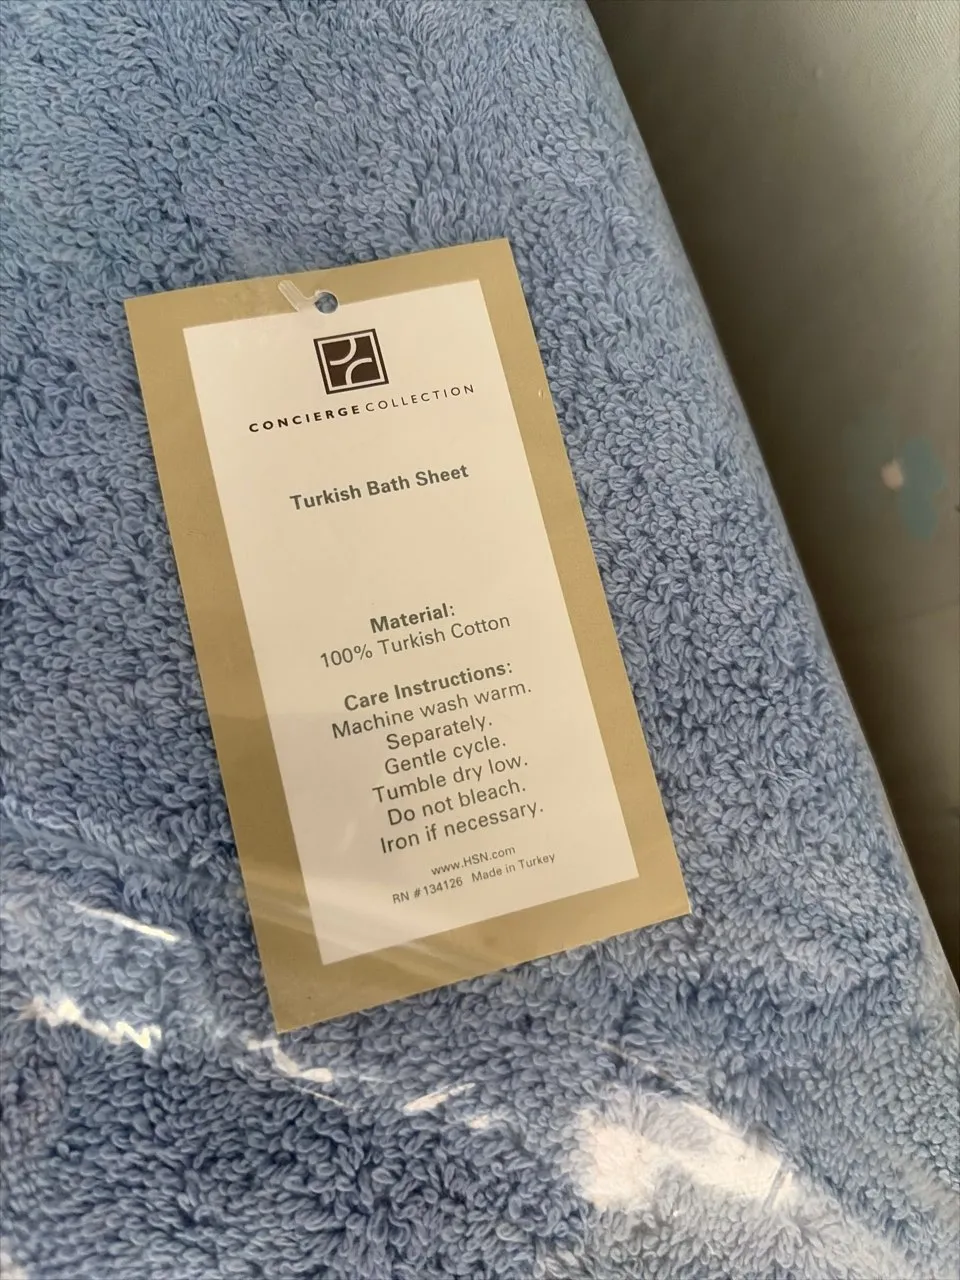 CONCIERGE COLLECTION
Turkish Bath Sheet
Material:
100% Turkish Cotton
Care Instructions:
Machine wash warm.
Separately.
Gentle cycle.
Tumble dry low.
Do not bleach.
Iron if necessary.
www.HSN.com
RN #134126 Made in Turkey